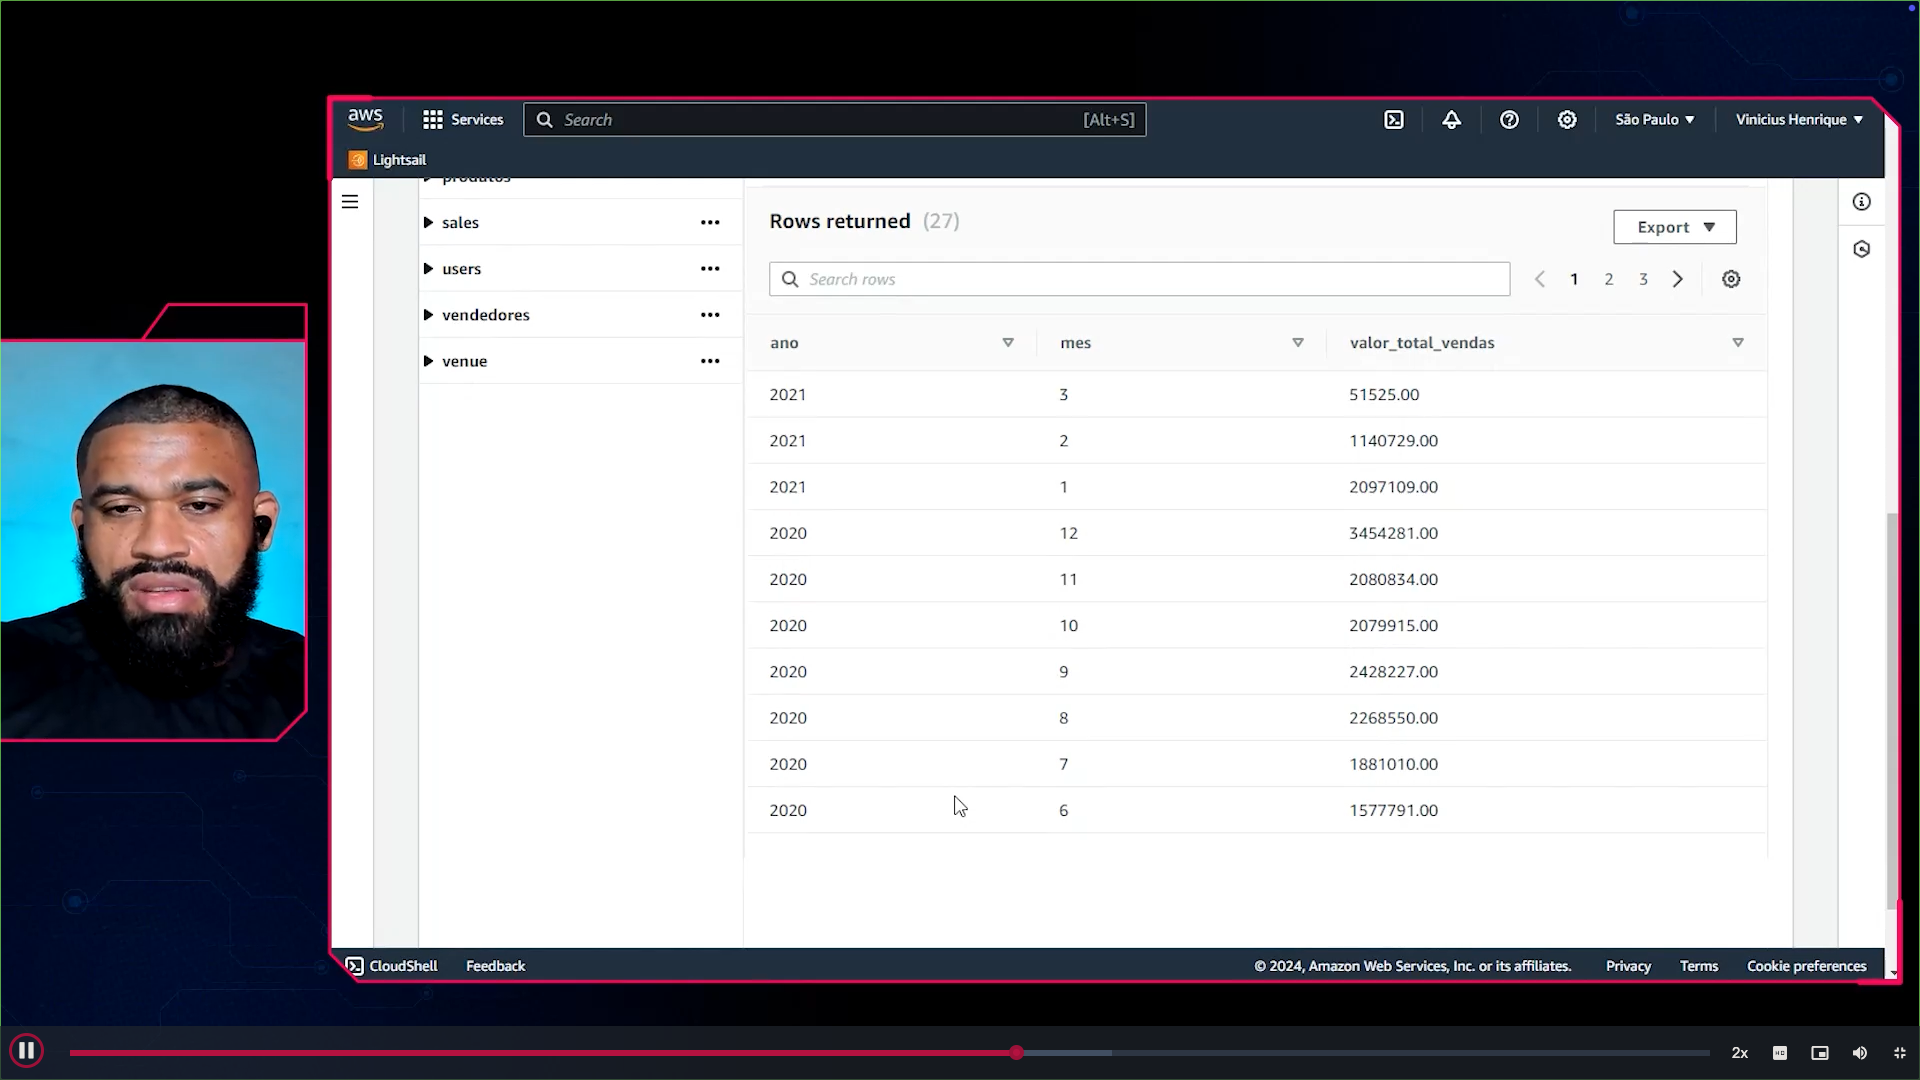 aws
Services
Search
[Alt+S]
São Paulo
Vinicius Henrique
Lightsail
produtos
sales
users
vendedores
venue
Rows returned (27)
Export
Search rows
1 2 3
ano mes valor_total_vendas
2021 3 51525.00
2021 2 1140729.00
2021 1 2097109.00
2020 12 3454281.00
2020 11 2080834.00
2020 10 2079915.00
2020 9 2428227.00
2020 8 2268550.00
2020 7 1881010.00
2020 6 1577791.00
CloudShell Feedback © 2024, Amazon Web Services, Inc. or its affiliates. Privacy Terms Cookie preferences
2x
HD